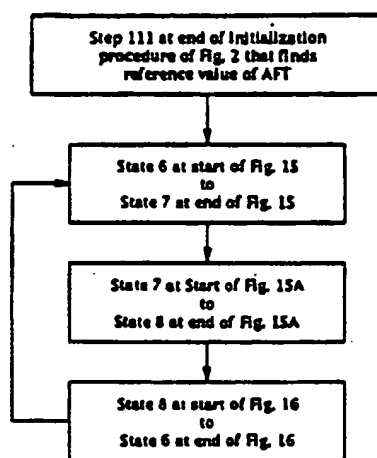 Step 111 at end of Initialization
procedure of Fig. 2 that finds
reference value of AFT
State 6 at start of Fig. 15
to
State 7 at end of Fig. 15
State 7 at Start of Fig. 15A
to
State 8 at end of Fig. 15A
State 8 at start of Fig. 16
to
State 6 at end of Fig. 16